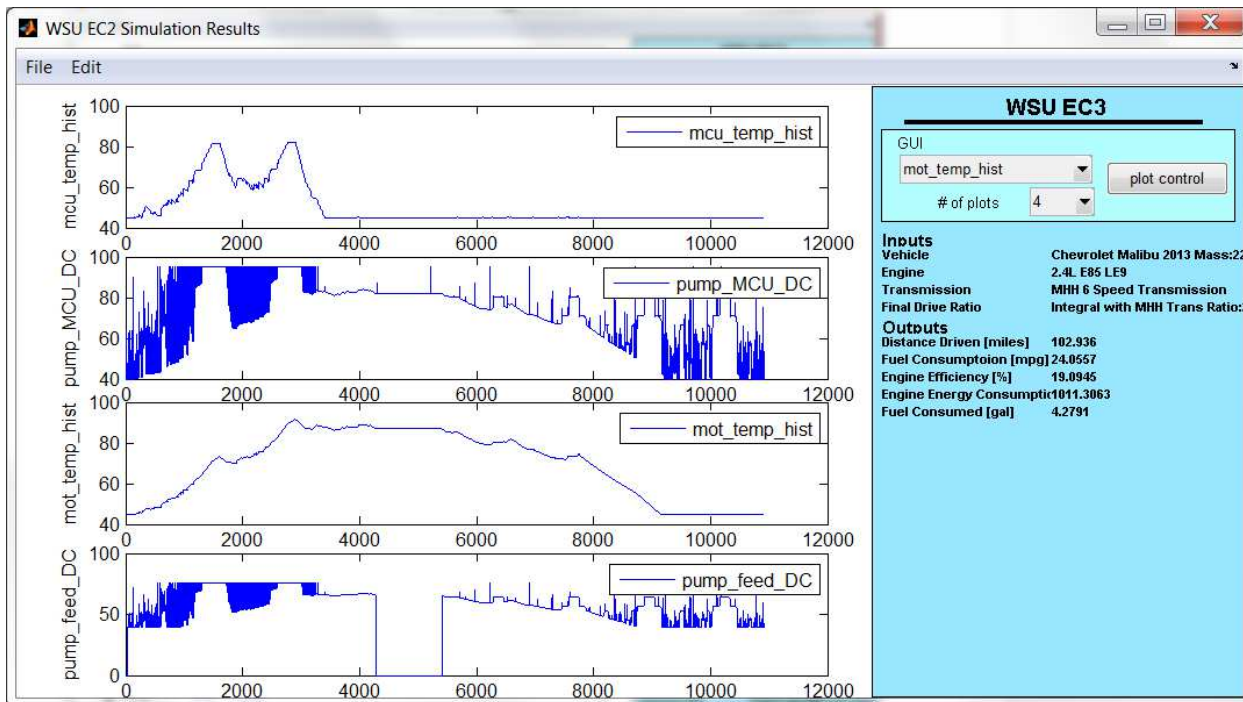 WSU EC2 Simulation Results
File Edit
100
80
60
40
mcu_temp_hist
mcu_temp_hist
0 2000 4000 6000 8000 10000 12000
100
80
60
40
pump_MCU_DC
pump_MCU_DC
0 2000 4000 6000 8000 10000 12000
100
80
60
40
mot_temp_hist
mot_temp_hist
0 2000 4000 6000 8000 10000 12000
100
50
0
pump_feed_DC
pump_feed_DC
0 2000 4000 6000 8000 10000 12000
WSU EC3
GUI
mot_temp_hist
plot control
# of plots 4
Inputs
Vehicle Chevrolet Malibu 2013 Mass:22
Engine 2.4L E85 LE9
Transmission MHH 6 Speed Transmission
Final Drive Ratio Integral with MHH Trans Ratio:
Outputs
Distance Driven [miles] 102.936
Fuel Consumptoion [mpg] 24.0557
Engine Efficiency [%] 19.0945
Engine Energy Consumptic 1011.3063
Fuel Consumed [gal] 4.2791